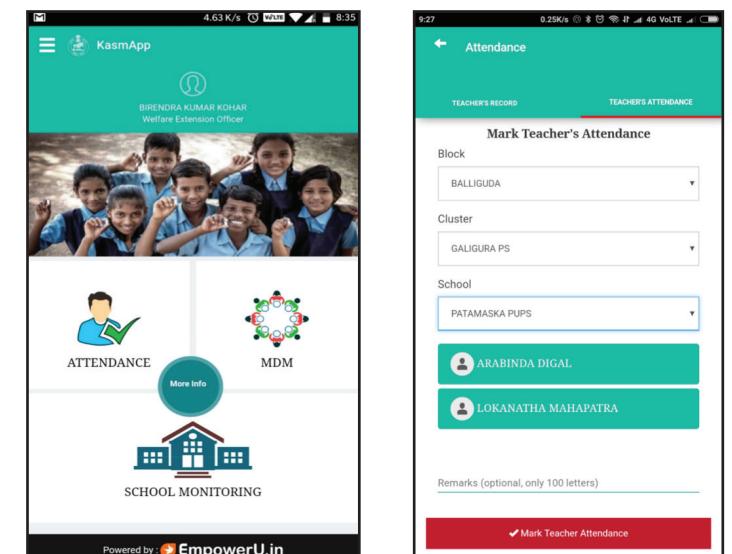 4.63 K/s VoLTE 8:35
KasmApp
BIRENDRA KUMAR KOHAR
Welfare Extension Officer
ATTENDANCE
MDM
More Info
SCHOOL MONITORING
Powered by : EmpowerU.in
9:27 0.25K/s 4G VoLTE
Attendance
TEACHER'S RECORD TEACHER'S ATTENDANCE
Mark Teacher's Attendance
Block
BALLIGUDA
Cluster
GALIGURA PS
School
PATAMASKA PUPS
ARABINDA DIGAL
LOKANATHA MAHAPATRA
Remarks (optional, only 100 letters)
Mark Teacher Attendance